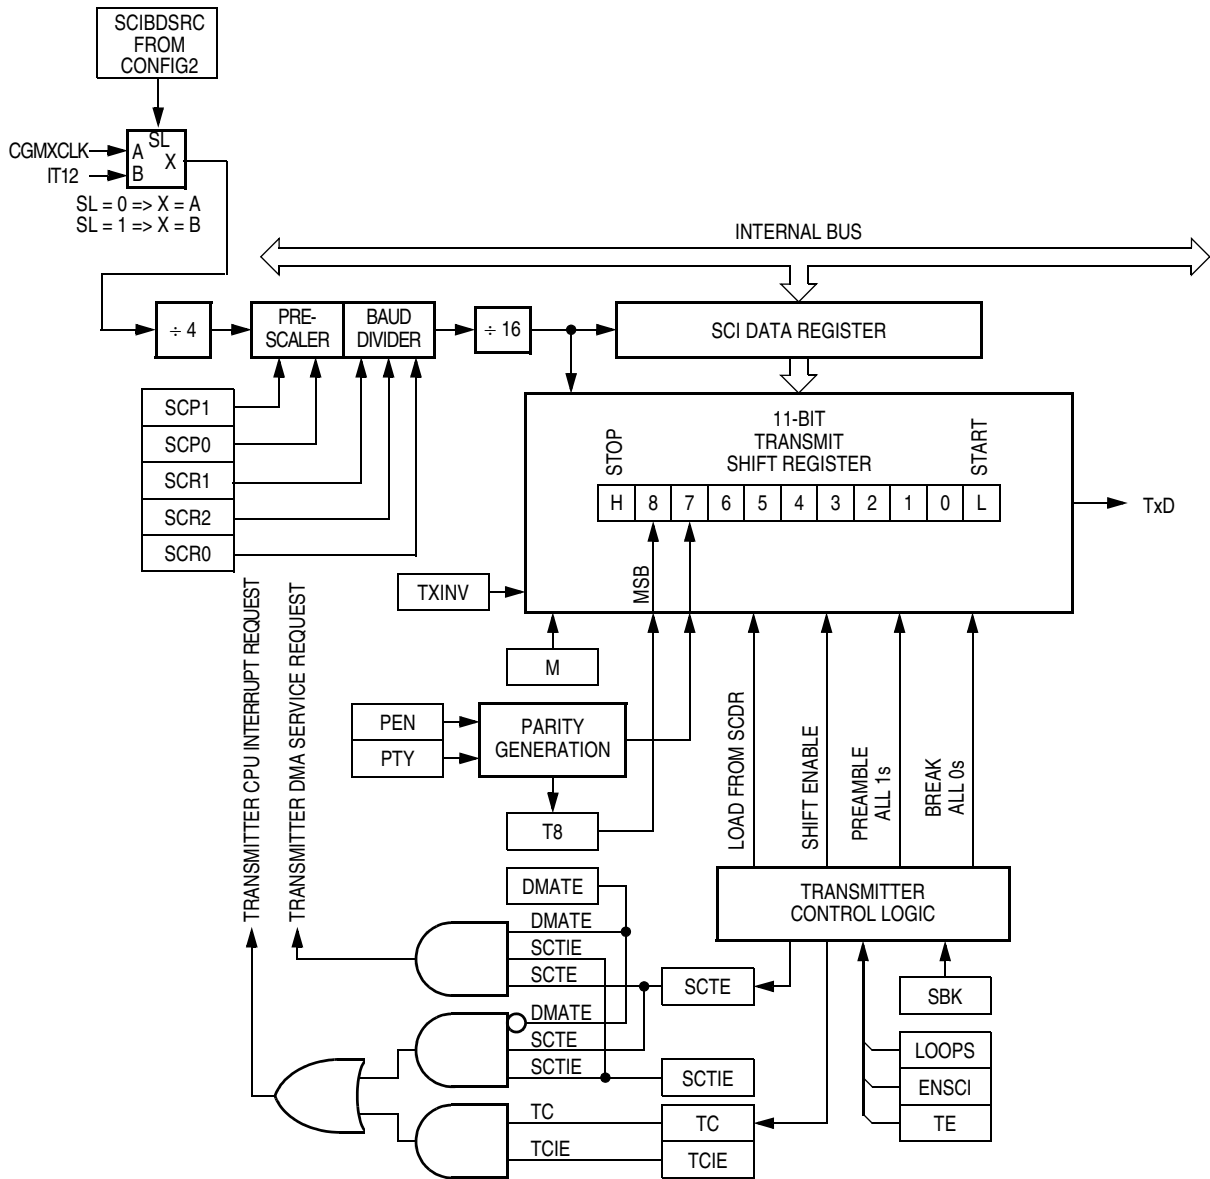 SCIBDSRC
FROM
CONFIG2
SL
CGMXCLK
A
X
IT12
B
SL = 0 => X = A
SL = 1 => X = B
INTERNAL BUS
÷ 4
PRE-
SCALER
BAUD
DIVIDER
÷ 16
SCI DATA REGISTER
SCP1
SCP0
SCR1
SCR2
SCR0
11-BIT
TRANSMIT
SHIFT REGISTER
STOP
START
H 8 7 6 5 4 3 2 1 0 L
TxD
TXINV
MSB
M
TRANSMITTER CPU INTERRUPT REQUEST
TRANSMITTER DMA SERVICE REQUEST
PEN
PTY
PARITY
GENERATION
T8
LOAD FROM SCDR
SHIFT ENABLE
PREAMBLE
ALL 1s
BREAK
ALL 0s
TRANSMITTER
CONTROL LOGIC
DMATE
DMATE
SCTIE
SCTE
SCTE
SBK
DMATE
SCTE
SCTIE
SCTIE
LOOPS
ENSCI
TE
TC
TC
TCIE
TCIE